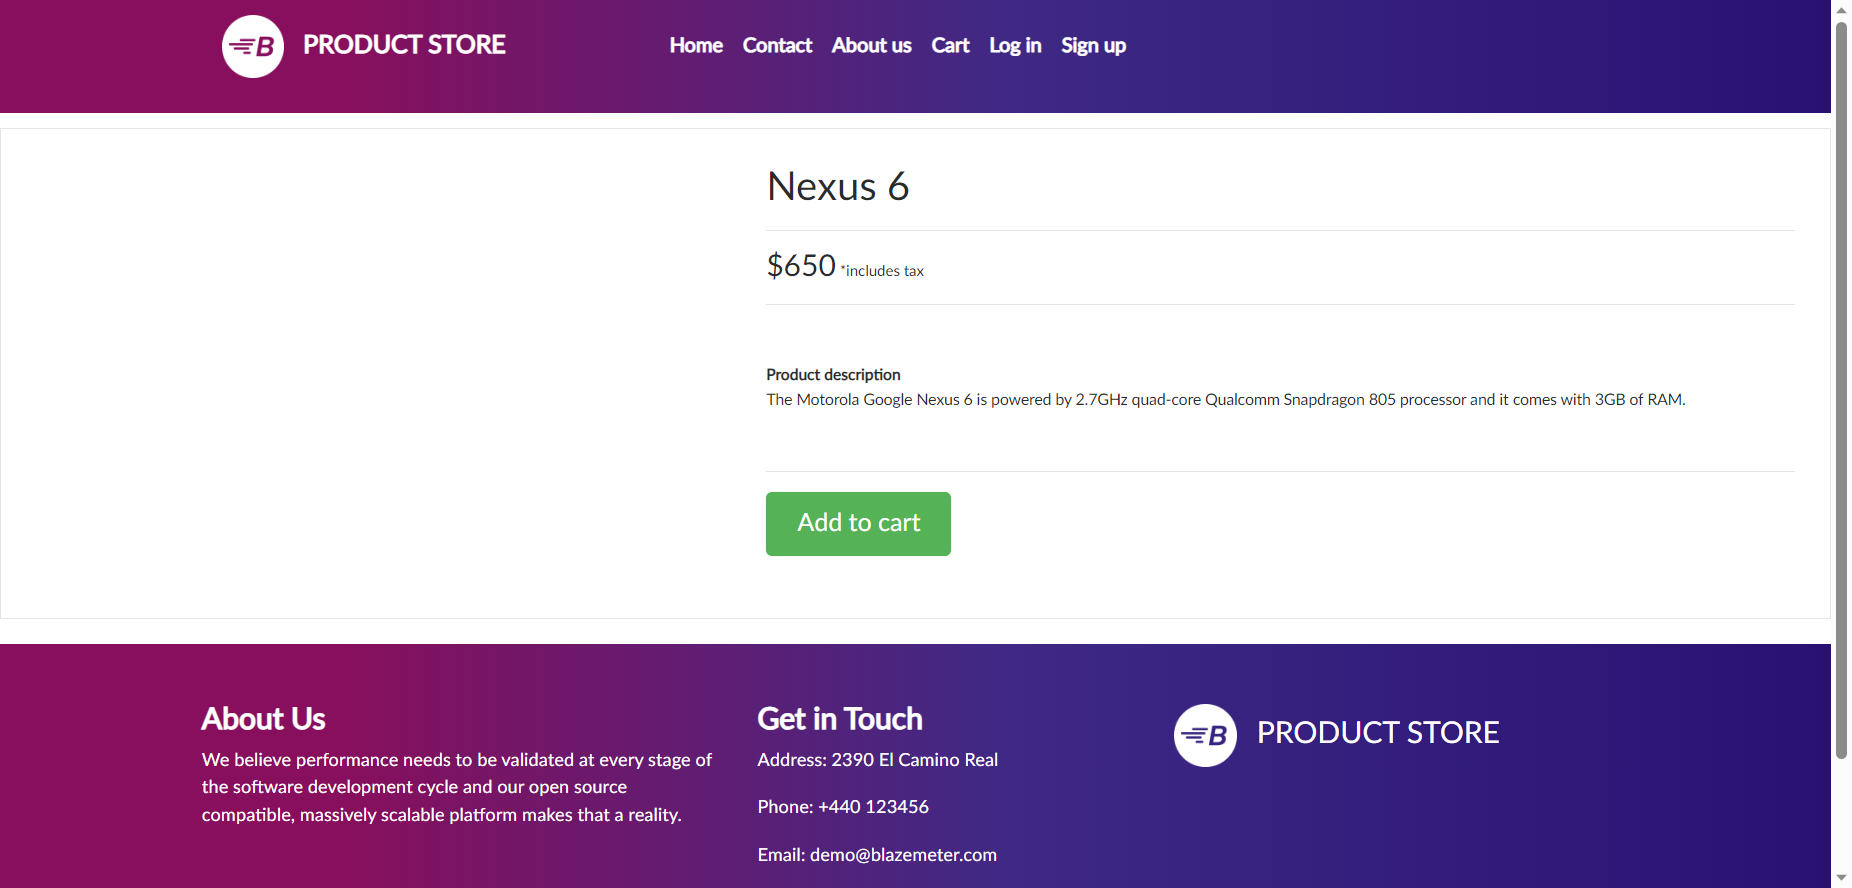 B PRODUCT STORE
Home Contact About us Cart Log in Sign up
Nexus 6
$650 *includes tax
Product description
The Motorola Google Nexus 6 is powered by 2.7GHz quad-core Qualcomm Snapdragon 805 processor and it comes with 3GB of RAM.
Add to cart
About Us
We believe performance needs to be validated at every stage of
the software development cycle and our open source
compatible, massively scalable platform makes that a reality.
Get in Touch
Address: 2390 El Camino Real
Phone: +440 123456
Email: demo@blazemeter.com
B PRODUCT STORE